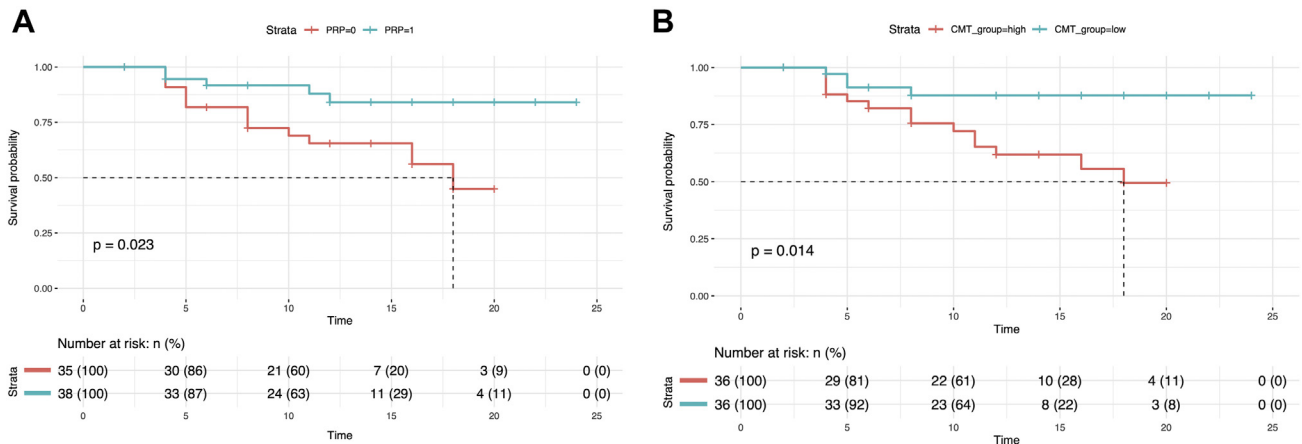 A
Strata PRP=0 PRP=1
Survival probability
1.00
0.75
0.50
0.25
0.00
p = 0.023
0 5 10 15 20 25
Time
Number at risk: n (%)
Strata
35 (100) 30 (86) 21 (60) 7 (20) 3 (9) 0 (0)
38 (100) 33 (87) 24 (63) 11 (29) 4 (11) 0 (0)
0 5 10 15 20 25
Time
B
Strata CMT_group=high CMT_group=low
Survival probability
1.00
0.75
0.50
0.25
0.00
p = 0.014
0 5 10 15 20 25
Time
Number at risk: n (%)
Strata
36 (100) 29 (81) 22 (61) 10 (28) 4 (11) 0 (0)
36 (100) 33 (92) 23 (64) 8 (22) 3 (8) 0 (0)
0 5 10 15 20 25
Time